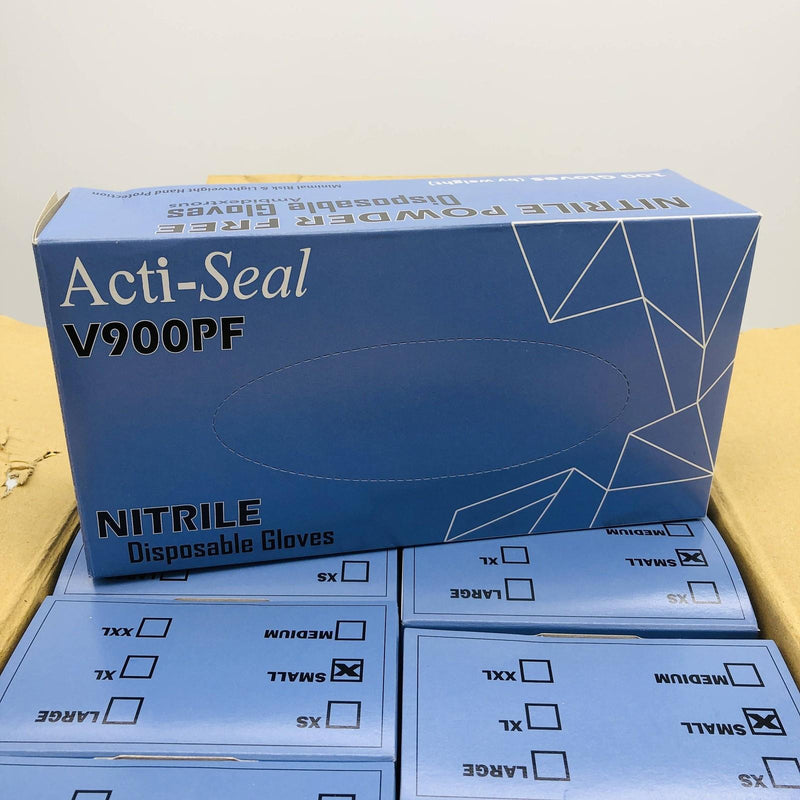 100 Gloves (by weight)
Minimal Risk & Lightweight Hand Protection
NITRILE POWDER FREE
Disposable Gloves
Ambidextrous
Acti-Seal
V900PF
NITRILE
Disposable Gloves
XS
MEDIUM
XL
SMALL
LARGE
XS
XXL
MEDIUM
XL
SMALL
LARGE
XS
XXL
MEDIUM
XL
SMALL
LARGE
XS